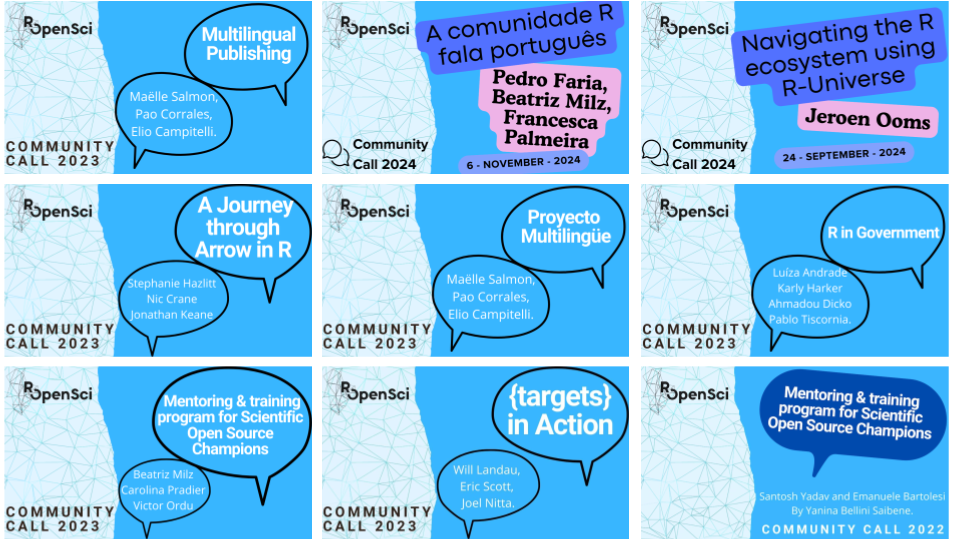 ROpenSci
Multilingual
Publishing
Maëlle Salmon,
Pao Corrales,
Elio Campitelli.
COMMUNITY
CALL 2023
ROpenSci
A comunidade R
fala português
Pedro Faria,
Beatriz Milz,
Francesca
Palmeira
Community
Call 2024
6 - NOVEMBER - 2024
ROpenSci
Navigating the R
ecosystem using
R-Universe
Jeroen Ooms
Community
Call 2024
24 - SEPTEMBER - 2024
ROpenSci
A Journey
through
Arrow in R
Stephanie Hazlitt
Nic Crane
Jonathan Keane
COMMUNITY
CALL 2023
ROpenSci
Proyecto
Multilingüe
Maëlle Salmon,
Pao Corrales,
Elio Campitelli.
COMMUNITY
CALL 2023
ROpenSci
R in Government
Luíza Andrade
Karly Harker
Ahmadou Dicko
Pablo Tiscornia.
COMMUNITY
CALL 2023
ROpenSci
Mentoring & training
program for Scientific
Open Source
Champions
Beatriz Milz
Carolina Pradier
Victor Ordu
COMMUNITY
CALL 2023
ROpenSci
{targets}
in Action
Will Landau,
Eric Scott,
Joel Nitta.
COMMUNITY
CALL 2023
ROpenSci
Mentoring & training
program for Scientific
Open Source Champions
Santosh Yadav and Emanuele Bartolesi
By Yanina Bellini Saibene.
COMMUNITY CALL 2022